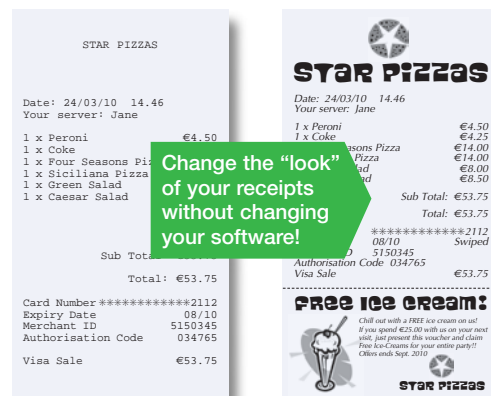 STAR PIZZAS
Date: 24/03/10 14.46
Your server: Jane
1 x Peroni €4.50
1 x Coke
1 x Four Seasons Pi
1 x Siciliana Pizza
1 x Green Salad
1 x Caesar Salad
Sub Total
Total: €53.75
Card Number ************2112
Expiry Date 08/10
Merchant ID 5150345
Authorisation Code 034765
Visa Sale €53.75
Change the “look”
of your receipts
without changing
your software!
STAR PIZZAS
Date: 24/03/10 14.46
Your server: Jane
1 x Peroni €4.50
1 x Coke €4.25
asons Pizza €14.00
Pizza €14.00
lad €8.00
d €8.50
Sub Total: €53.75
Total: €53.75
************2112
08/10 Swiped
D 5150345
Authorisation Code 034765
Visa Sale €53.75
FREE ICE CREAM!
Chill out with a FREE ice cream on us!
If you spend €25.00 with us on your next
visit, just present this voucher and claim
Free Ice-Creams for your entire party!!
Offers ends Sept. 2010
STAR PIZZAS